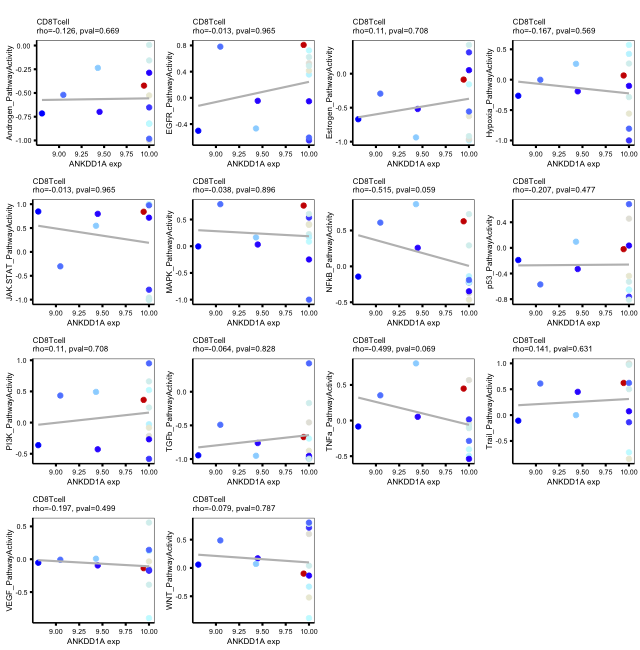 CD8Tcell
rho=-0.126, pval=0.669
Androgen_PathwayActivity
0.00
-0.25
-0.50
-0.75
-1.00
9.00 9.25 9.50 9.75 10.00
ANKDD1A exp
CD8Tcell
rho=-0.013, pval=0.965
EGFR_PathwayActivity
0.8
0.4
0.0
-0.4
9.00 9.25 9.50 9.75 10.00
ANKDD1A exp
CD8Tcell
rho=0.11, pval=0.708
Estrogen_PathwayActivity
0.0
-0.5
-1.0
9.00 9.25 9.50 9.75 10.00
ANKDD1A exp
CD8Tcell
rho=-0.167, pval=0.569
Hypoxia_PathwayActivity
0.5
0.0
-0.5
-1.0
9.00 9.25 9.50 9.75 10.00
ANKDD1A exp
CD8Tcell
rho=-0.013, pval=0.965
JAK.STAT_PathwayActivity
1.0
0.5
0.0
-0.5
-1.0
9.00 9.25 9.50 9.75 10.00
ANKDD1A exp
CD8Tcell
rho=-0.038, pval=0.896
MAPK_PathwayActivity
0.5
0.0
-0.5
-1.0
9.00 9.25 9.50 9.75 10.00
ANKDD1A exp
CD8Tcell
rho=-0.515, pval=0.059
NFkB_PathwayActivity
0.5
0.0
-0.5
9.00 9.25 9.50 9.75 10.00
ANKDD1A exp
CD8Tcell
rho=-0.207, pval=0.477
p53_PathwayActivity
0.4
0.0
-0.4
-0.8
9.00 9.25 9.50 9.75 10.00
ANKDD1A exp
CD8Tcell
rho=0.11, pval=0.708
PI3K_PathwayActivity
1.0
0.5
0.0
-0.5
9.00 9.25 9.50 9.75 10.00
ANKDD1A exp
CD8Tcell
rho=-0.064, pval=0.828
TGFb_PathwayActivity
0.5
0.0
-0.5
-1.0
9.00 9.25 9.50 9.75 10.00
ANKDD1A exp
CD8Tcell
rho=-0.499, pval=0.069
TNFa_PathwayActivity
0.5
0.0
-0.5
9.00 9.25 9.50 9.75 10.00
ANKDD1A exp
CD8Tcell
rho=0.141, pval=0.631
Trail_PathwayActivity
1.0
0.5
0.0
-0.5
9.00 9.25 9.50 9.75 10.00
ANKDD1A exp
CD8Tcell
rho=-0.197, pval=0.499
VEGF_PathwayActivity
0.5
0.0
-0.5
9.00 9.25 9.50 9.75 10.00
ANKDD1A exp
CD8Tcell
rho=-0.079, pval=0.787
WNT_PathwayActivity
0.5
0.0
-0.5
9.00 9.25 9.50 9.75 10.00
ANKDD1A exp